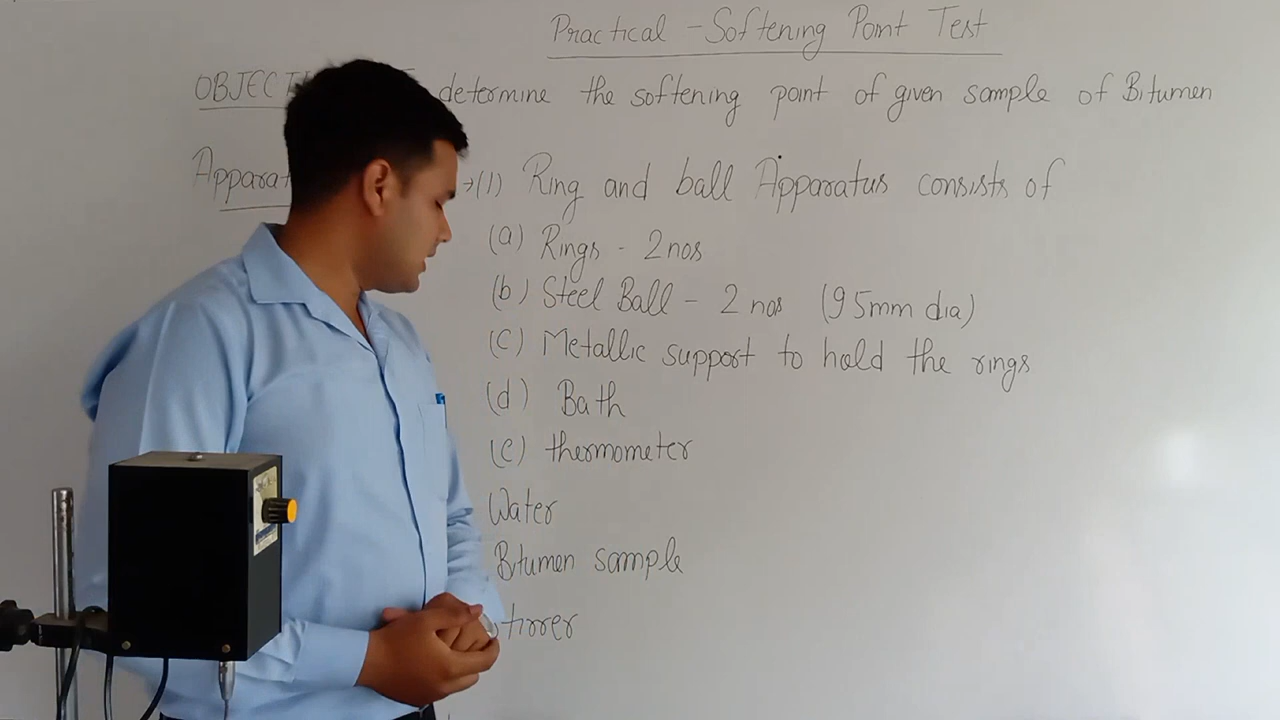 Practical - Softening Point Test
OBJECT determine the softening point of given sample of Bitumen
Apparat →(1) Ring and ball Apparatus consists of
(a) Rings - 2 nos
(b) Steel Ball - 2 nos (9 5mm dia)
(c) Metallic support to hold the rings
(d) Bath
(e) thermometer
Water
Bitumen sample
tirrer